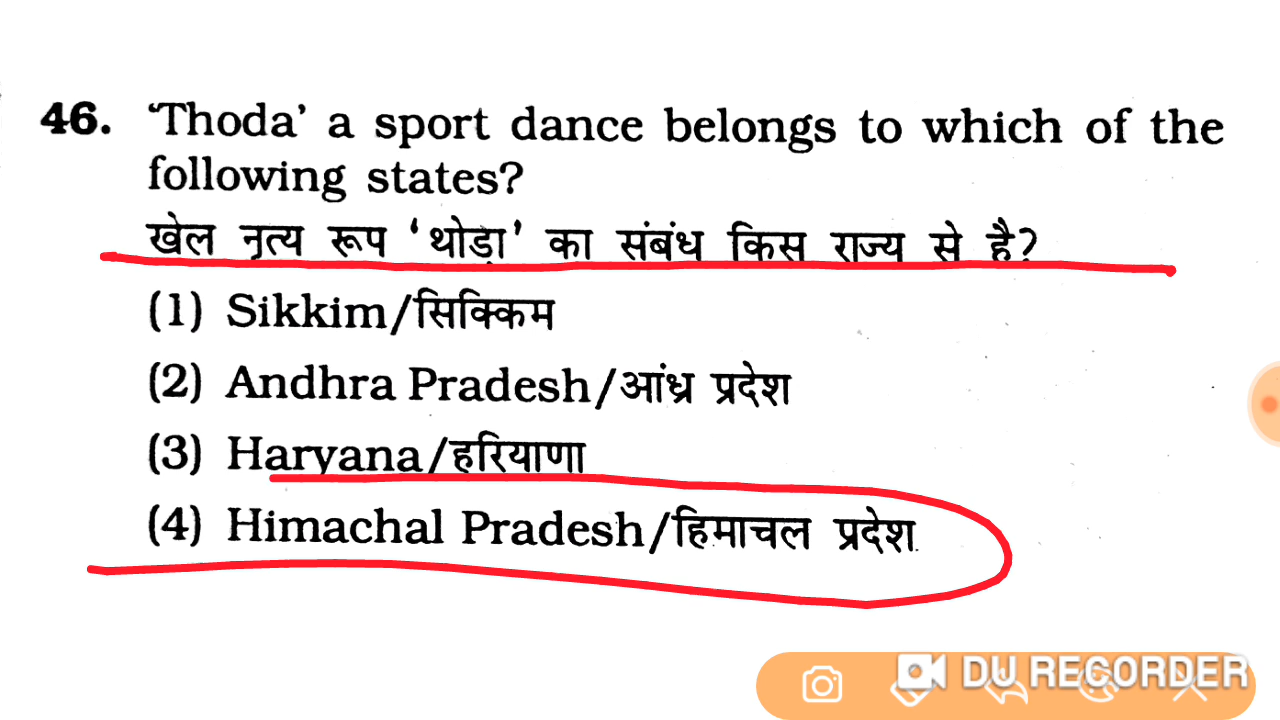 46. ‘Thoda’ a sport dance belongs to which of the
following states?
खेल नृत्य रूप ‘थोड़ा’ का संबंध किस राज्य से है?
(1) Sikkim/सिक्किम
(2) Andhra Pradesh/आंध्र प्रदेश
(3) Haryana/हरियाणा
(4) Himachal Pradesh/हिमाचल प्रदेश
DU RECORDER